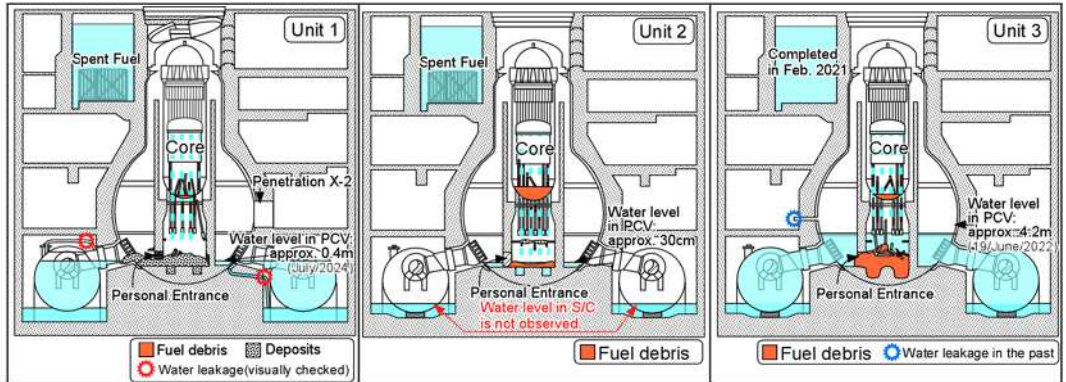 Unit 1
Spent Fuel
Core
Penetration X-2
Water level in PCV:
approx. 0.4m
(July/2024)
Personal Entrance
Fuel debris
Deposits
Water leakage(visually checked)
Unit 2
Spent Fuel
Core
Water level
in PCV:
approx. 30cm
Personal Entrance
Water level in S/C
is not observed.
Fuel debris
Unit 3
Completed
in Feb. 2021
Core
Water level
in PCV:
approx. 4.2m
(19/June/2022)
Personal Entrance
Fuel debris
Water leakage in the past